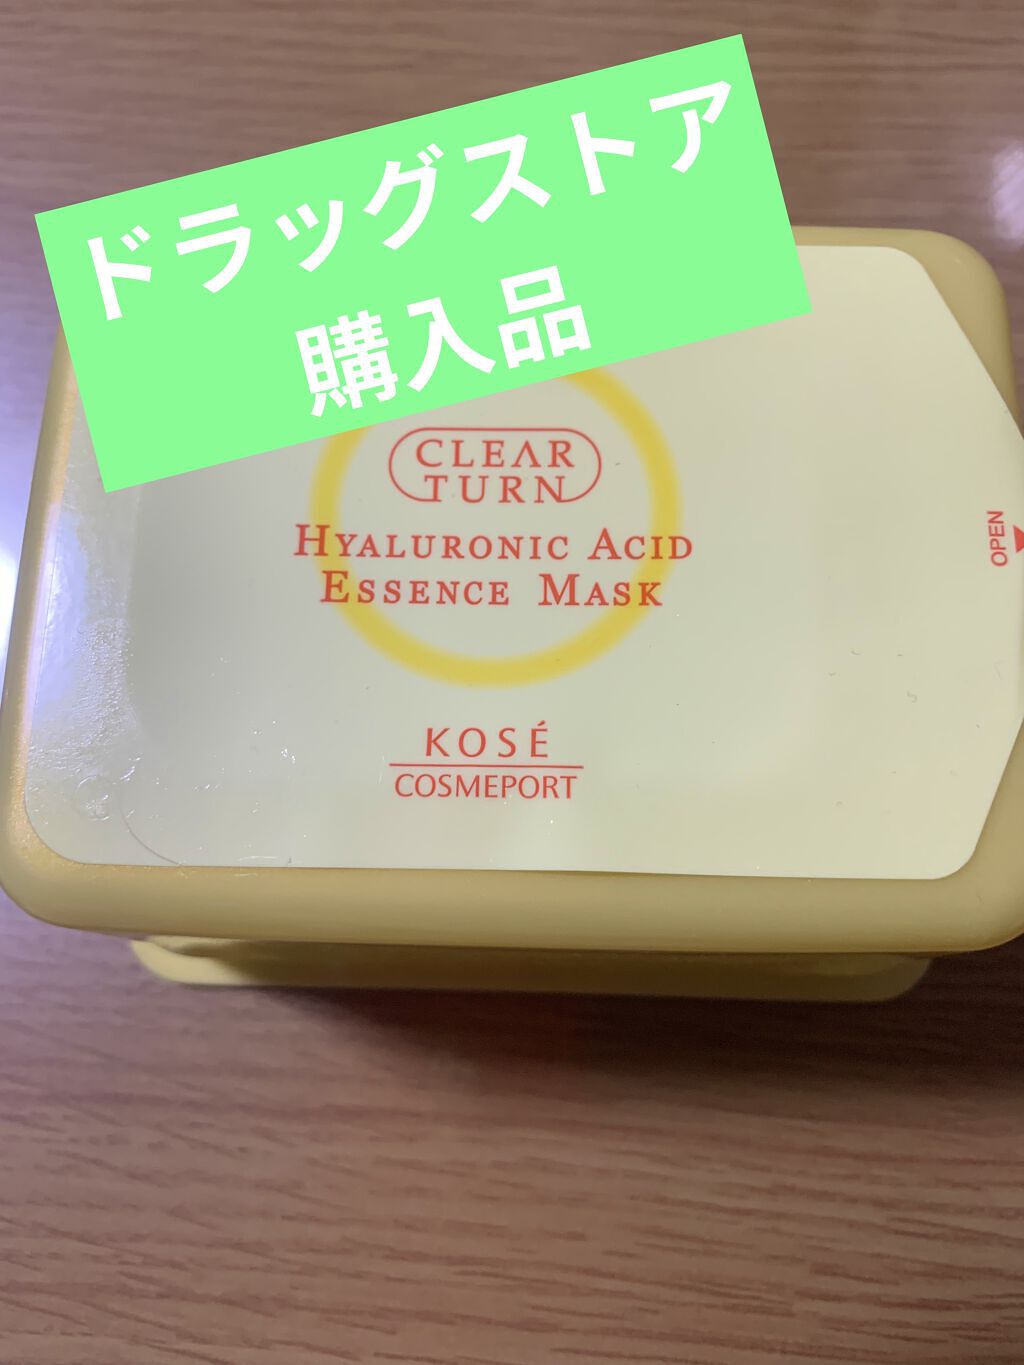 ドラッグストア
購入品
CLEAR
TURN
HYALURONIC ACID
ESSENCE MASK
OPEN
KOSÉ
COSMEPORT